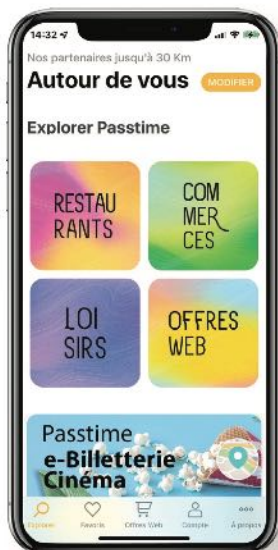 14:32
Nos partenaires jusqu'à 30 Km
Autour de vous
MODIFIER
Explorer Passtime
RESTAU
RANTS
COM
MER
CES
LOI
SIRS
OFFRES
WEB
Passtime
e-Billetterie
Cinéma
Explorer
Favoris
Offres Web
Compte
À propos